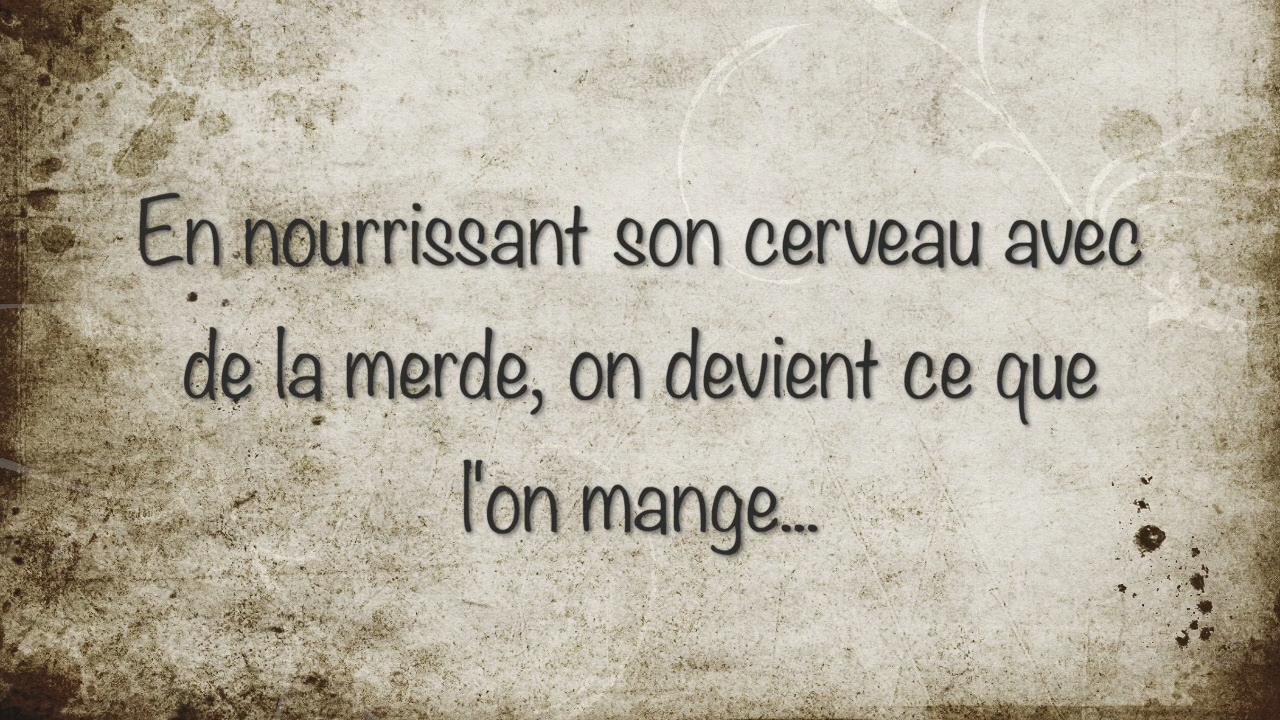 En nourrissant son cerveau avec
de la merde, on devient ce que
l'on mange...